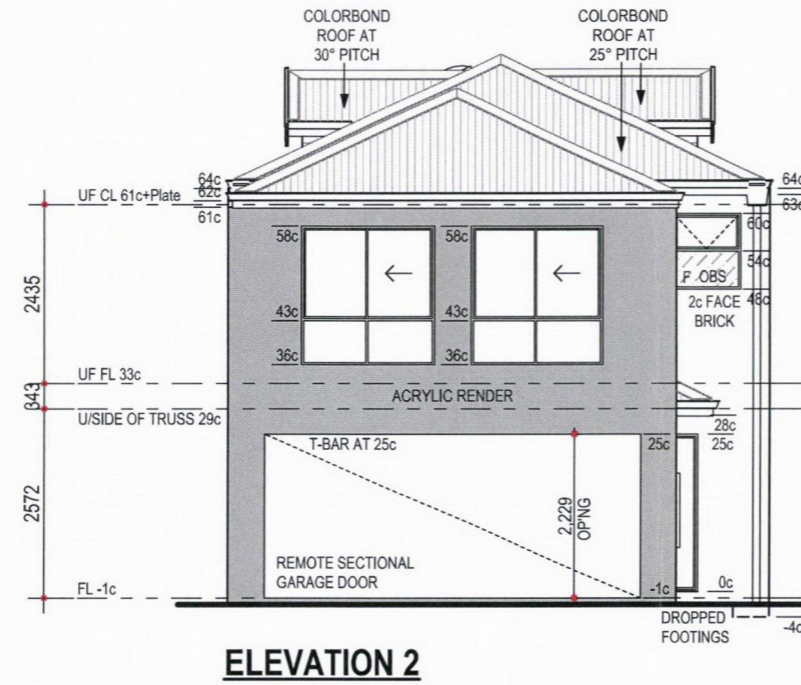 COLORBOND
ROOF AT
30° PITCH
COLORBOND
ROOF AT
25° PITCH
64c
62c
UF CL 61c+Plate
61c
64c
63c
58c
58c
60c
54c
F OBS
48c
2c FACE
BRICK
43c
43c
36c
36c
2435
UF FL 33c
343
ACRYLIC RENDER
U/SIDE OF TRUSS 29c
28c
25c
T-BAR AT 25c
25c
2572
2,229
OP'NG
REMOTE SECTIONAL
GARAGE DOOR
FL -1c
-1c
0c
DROPPED
FOOTINGS
-4c
ELEVATION 2